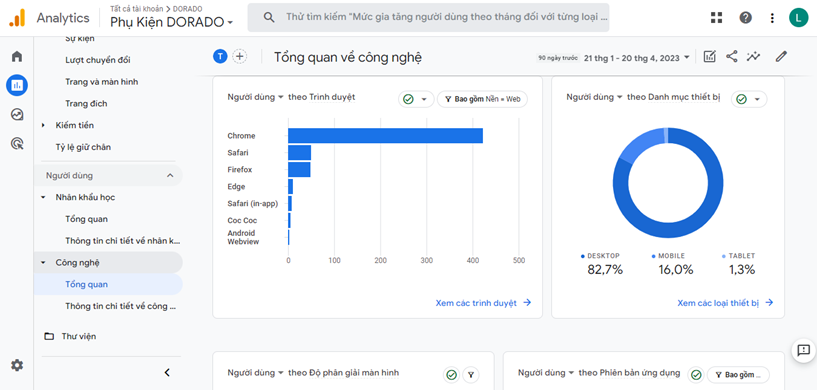 Analytics
Tất cả tài khoản > DORADO
Phụ Kiện DORADO
Thử tìm kiếm "Mức gia tăng người dùng theo tháng đối với từng loại ...
L
Sự kiện
Lượt chuyển đổi
Trang và màn hình
Trang đích
Kiếm tiền
Tỷ lệ giữ chân
Người dùng
Nhân khẩu học
Tổng quan
Thông tin chi tiết về nhân k...
Công nghệ
Tổng quan
Thông tin chi tiết về công ...
Thư viện
T
Tổng quan về công nghệ
90 ngày trước
21 thg 1 - 20 thg 4, 2023
Người dùng theo Trình duyệt
Bao gồm Nền = Web
Chrome
Safari
Firefox
Edge
Safari (in-app)
Coc Coc
Android
Webview
0 100 200 300 400 500
Xem các trình duyệt
Người dùng theo Danh mục thiết bị
DESKTOP MOBILE TABLET
82,7% 16,0% 1,3%
Xem các loại thiết bị
Người dùng theo Độ phân giải màn hình
Người dùng theo Phiên bản ứng dụng
Bao gồm ...